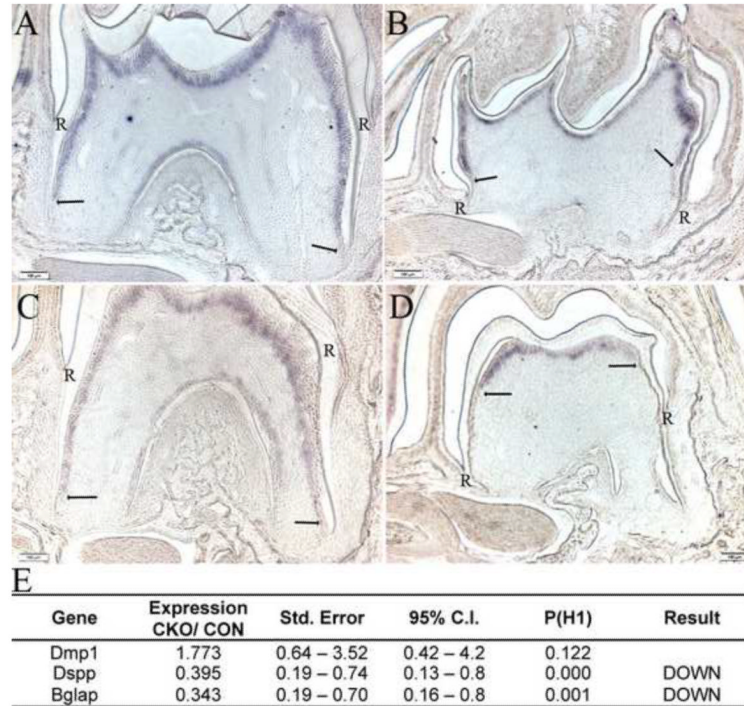 A
B
R
R
R
R
C
D
R
R
R
R
E
Gene Expression CKO/ CON Std. Error 95% C.I. P(H1) Result
Dmp1 1.773 0.64 – 3.52 0.42 – 4.2 0.122
Dspp 0.395 0.19 – 0.74 0.13 – 0.8 0.000 DOWN
Bglap 0.343 0.19 – 0.70 0.16 – 0.8 0.001 DOWN